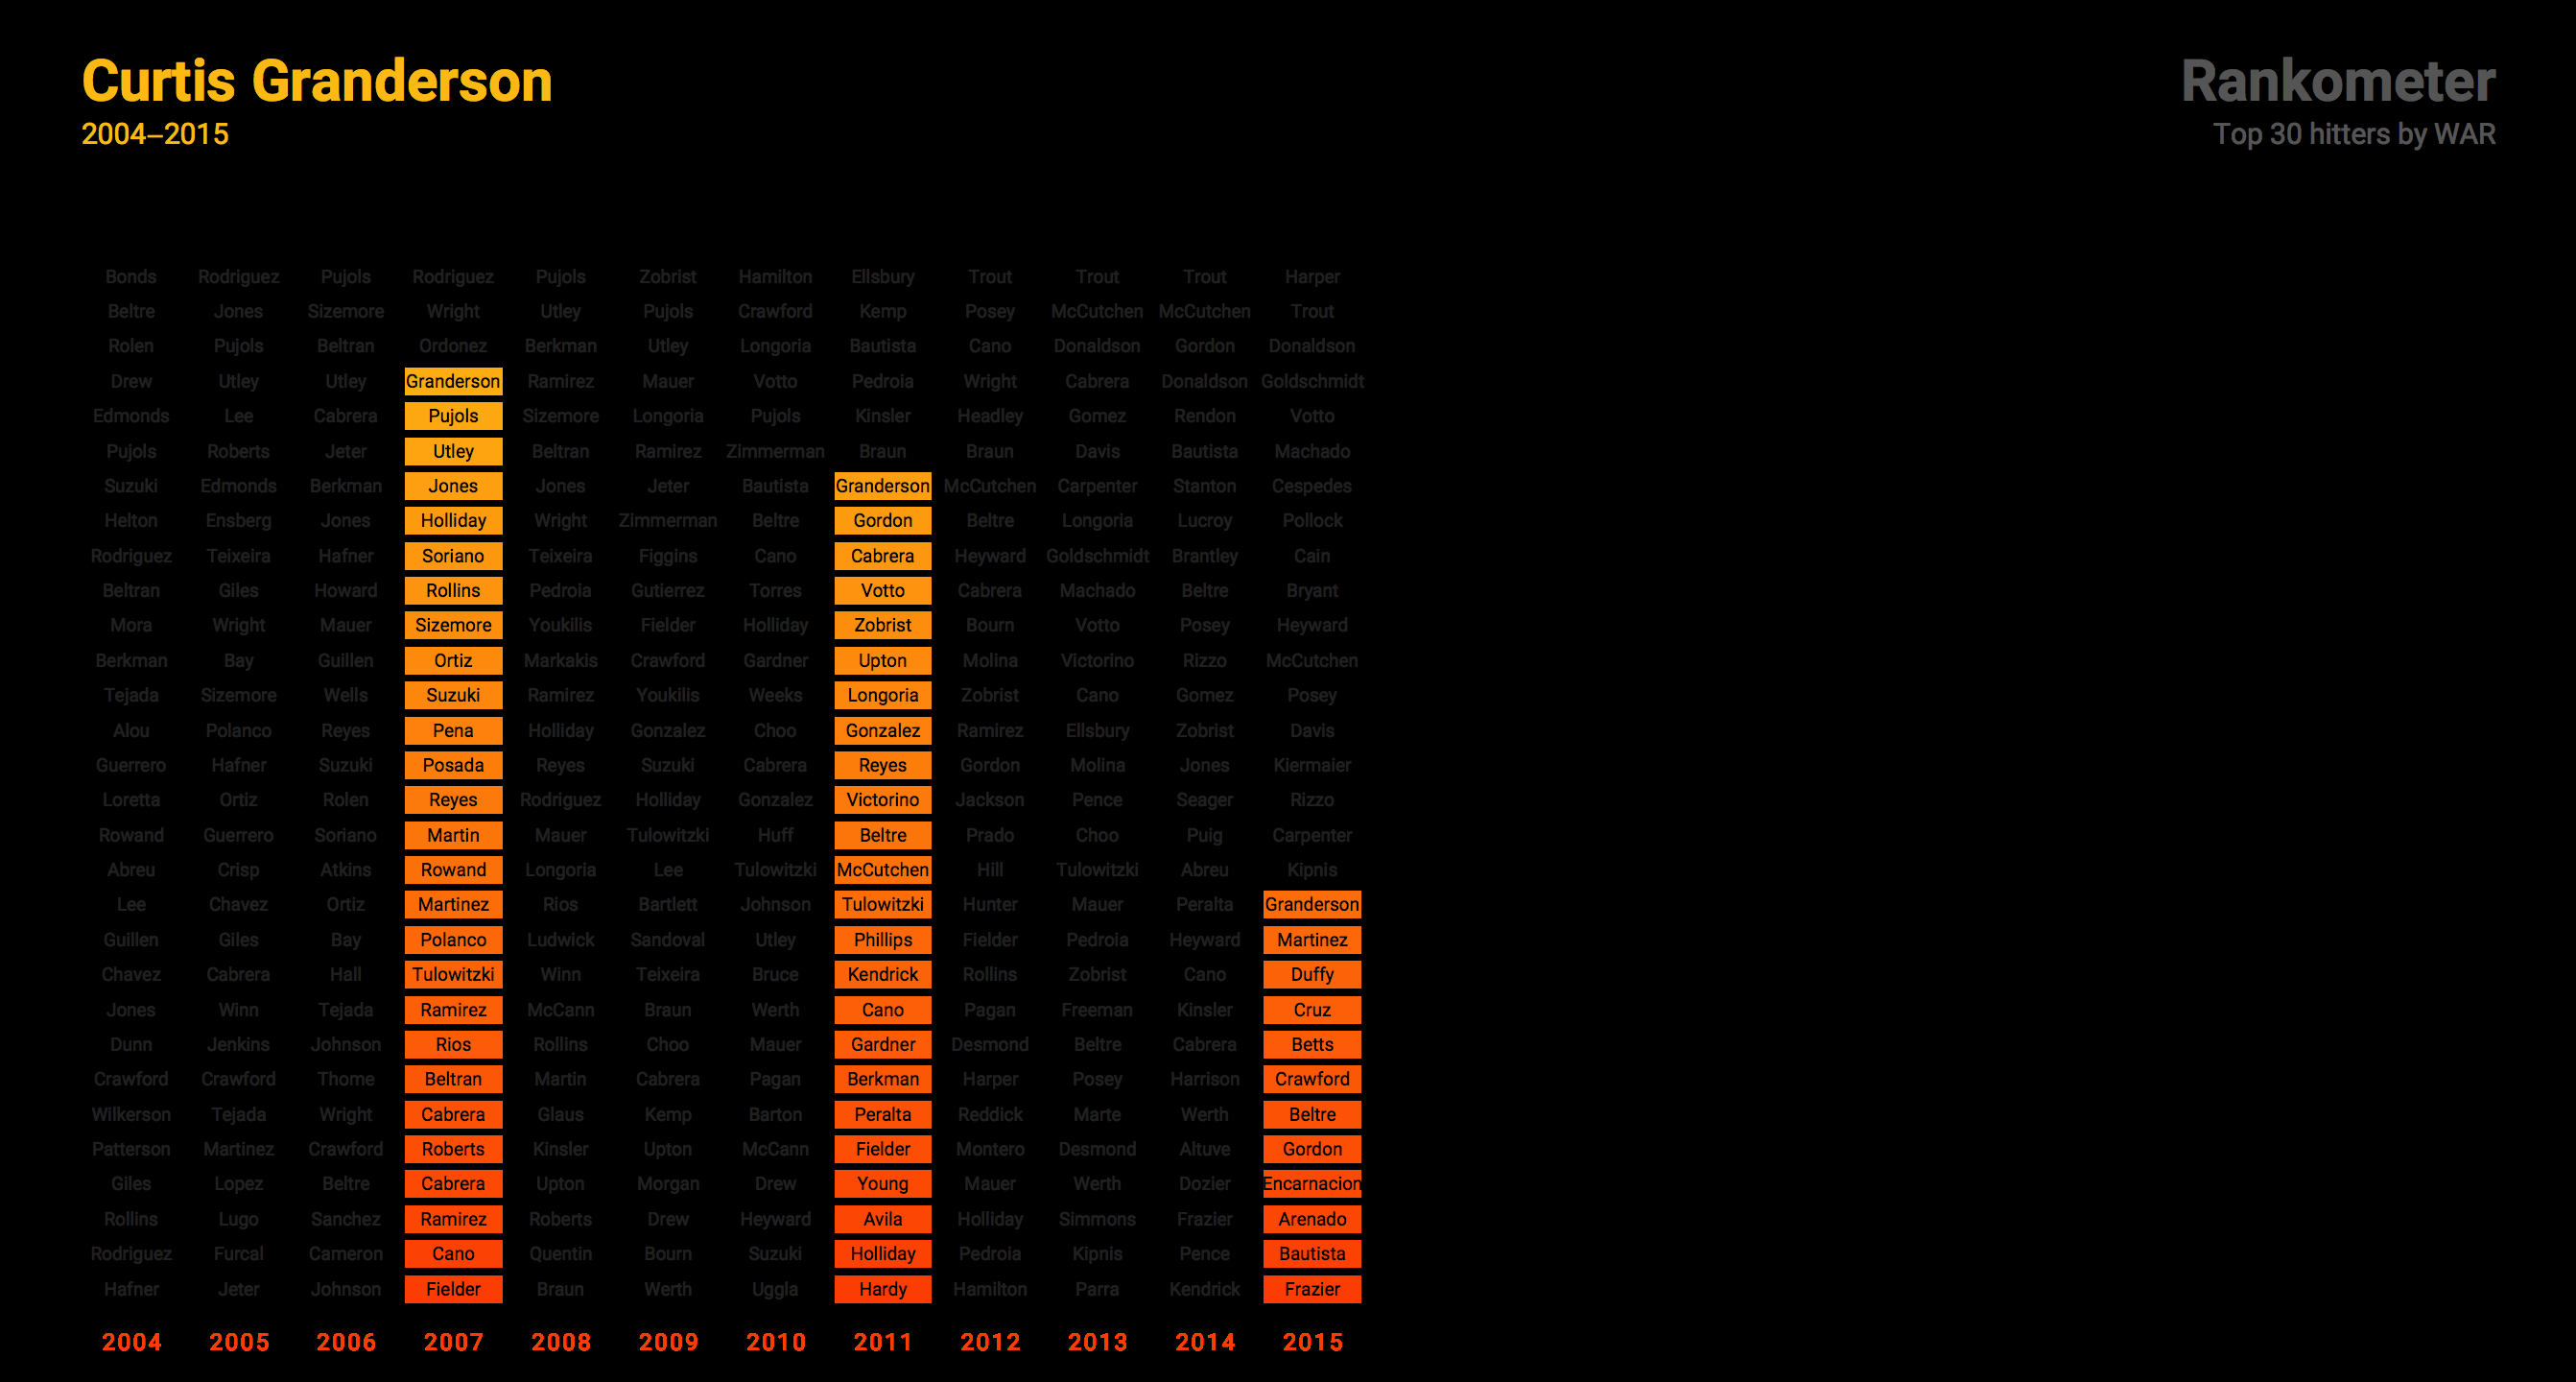 Curtis Granderson
2004–2015
Rankometer
Top 30 hitters by WAR
Bonds Rodriguez Pujols Rodriguez Pujols Zobrist Hamilton Ellsbury Trout Trout Trout Harper
Beltre Jones Sizemore Wright Utley Pujols Crawford Kemp Posey McCutchen McCutchen Trout
Rolen Pujols Beltran Ordonez Berkman Utley Longoria Bautista Cano Donaldson Gordon Donaldson
Drew Utley Utley Granderson Ramirez Mauer Votto Pedroia Wright Cabrera Donaldson Goldschmidt
Edmonds Lee Cabrera Pujols Sizemore Longoria Pujols Kinsler Headley Gomez Rendon Votto
Pujols Roberts Jeter Utley Beltran Ramirez Zimmerman Braun Braun Davis Bautista Machado
Suzuki Edmonds Berkman Jones Jones Jeter Bautista Granderson McCutchen Carpenter Stanton Cespedes
Helton Ensberg Jones Holliday Wright Zimmerman Beltre Gordon Beltre Longoria Lucroy Pollock
Rodriguez Teixeira Hafner Soriano Teixeira Figgins Cano Cabrera Heyward Goldschmidt Brantley Cain
Beltran Giles Howard Rollins Pedroia Gutierrez Torres Votto Cabrera Machado Beltre Bryant
Mora Wright Mauer Sizemore Youkilis Fielder Holliday Zobrist Bourn Votto Posey Heyward
Berkman Bay Guillen Ortiz Markakis Crawford Gardner Upton Molina Victorino Rizzo McCutchen
Tejada Sizemore Wells Suzuki Ramirez Youkilis Weeks Longoria Zobrist Cano Gomez Posey
Alou Polanco Reyes Pena Holliday Gonzalez Choo Gonzalez Ramirez Ellsbury Zobrist Davis
Guerrero Hafner Suzuki Posada Reyes Suzuki Cabrera Reyes Gordon Molina Jones Kiermaier
Loretta Ortiz Rolen Reyes Rodriguez Holliday Gonzalez Victorino Jackson Pence Seager Rizzo
Rowand Guerrero Soriano Martin Mauer Tulowitzki Huff Beltre Prado Choo Puig Carpenter
Abreu Crisp Atkins Rowand Longoria Lee Tulowitzki McCutchen Hill Tulowitzki Abreu Kipnis
Lee Chavez Ortiz Martinez Rios Bartlett Johnson Tulowitzki Hunter Mauer Peralta Granderson
Guillen Giles Bay Polanco Ludwick Sandoval Utley Phillips Fielder Pedroia Heyward Martinez
Chavez Cabrera Hall Tulowitzki Winn Teixeira Bruce Kendrick Rollins Zobrist Cano Duffy
Jones Winn Tejada Ramirez McCann Braun Werth Cano Pagan Freeman Kinsler Cruz
Dunn Jenkins Johnson Rios Rollins Choo Mauer Gardner Desmond Beltre Cabrera Betts
Crawford Crawford Thome Beltran Martin Cabrera Pagan Berkman Harper Posey Harrison Crawford
Wilkerson Tejada Wright Cabrera Glaus Kemp Barton Peralta Reddick Marte Werth Beltre
Patterson Martinez Crawford Roberts Kinsler Upton McCann Fielder Montero Desmond Altuve Gordon
Giles Lopez Beltre Cabrera Upton Morgan Drew Young Mauer Werth Dozier Encarnacion
Rollins Lugo Sanchez Ramirez Roberts Drew Heyward Avila Holliday Simmons Frazier Arenado
Rodriguez Furcal Cameron Cano Quentin Bourn Suzuki Holliday Pedroia Kipnis Pence Bautista
Hafner Jeter Johnson Fielder Braun Werth Uggla Hardy Hamilton Parra Kendrick Frazier
2004 2005 2006 2007 2008 2009 2010 2011 2012 2013 2014 2015